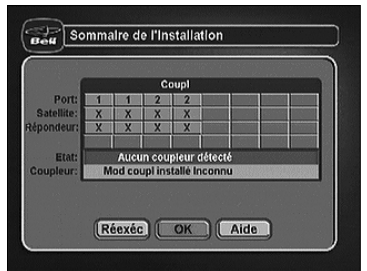 Bell
Sommaire de l'Installation
Coupl
Port: 1 1 2 2
Satellite: X X X X
Répondeur: X X X X
Etat: Aucun coupleur détecté
Coupleur: Mod coupl installé Inconnu
Réexéc OK Aide